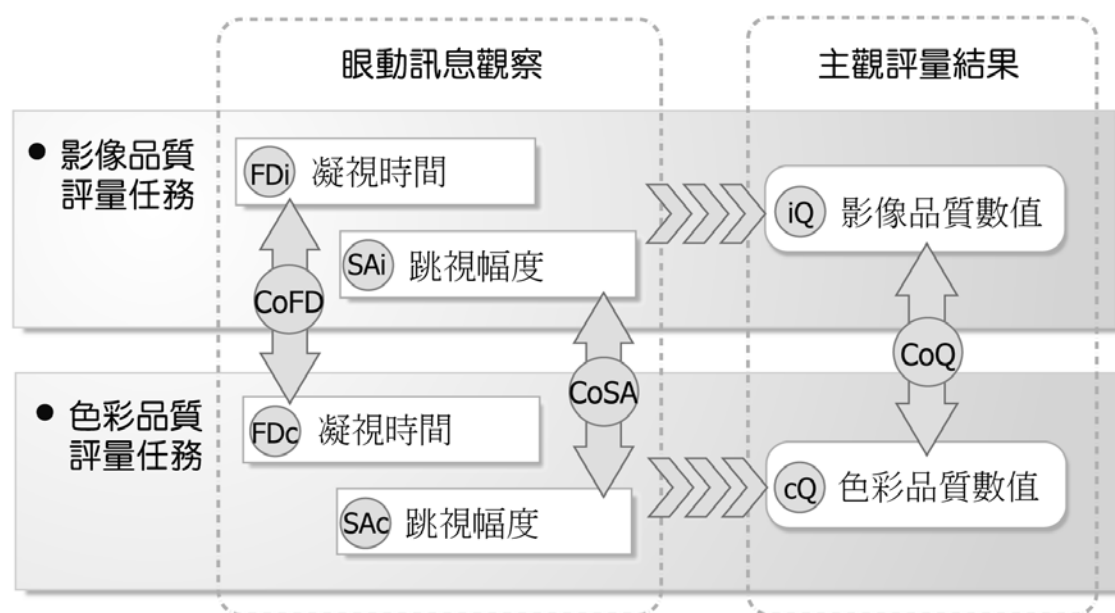 眼動訊息觀察
主觀評量結果
● 影像品質
評量任務
FDi 凝視時間
SAi 跳視幅度
CoFD
iQ 影像品質數值
CoSA
CoQ
● 色彩品質
評量任務
FDc 凝視時間
SAc 跳視幅度
cQ 色彩品質數值